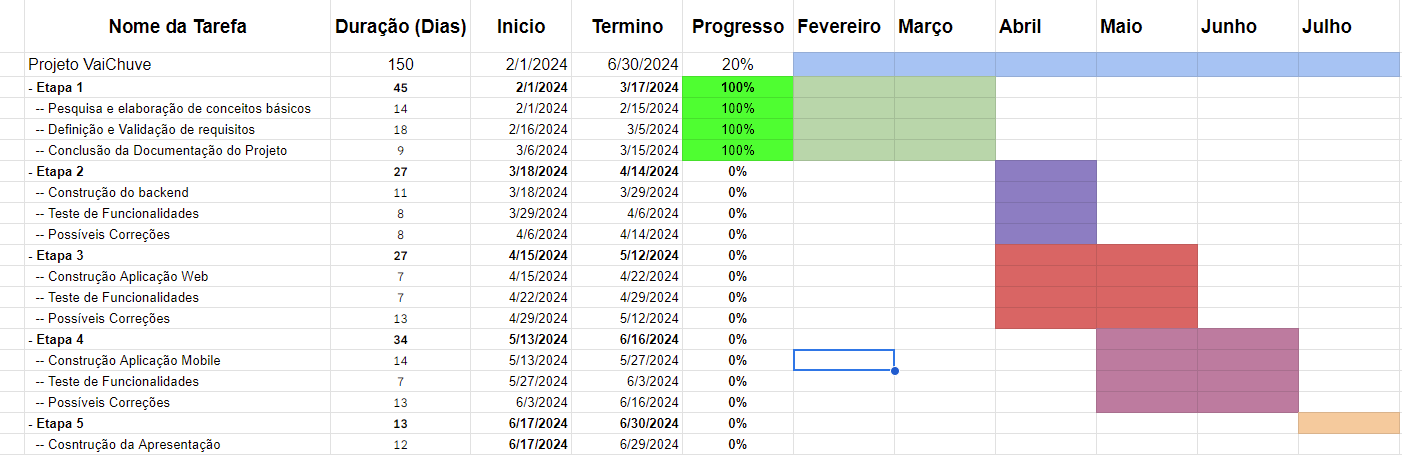 Nome da Tarefa Duração (Dias) Inicio Termino Progresso Fevereiro Março Abril Maio Junho Julho
Projeto VaiChuve 150 2/1/2024 6/30/2024 20%
- Etapa 1 45 2/1/2024 3/17/2024 100%
-- Pesquisa e elaboração de conceitos básicos 14 2/1/2024 2/15/2024 100%
-- Definição e Validação de requisitos 18 2/16/2024 3/5/2024 100%
-- Conclusão da Documentação do Projeto 9 3/6/2024 3/15/2024 100%
- Etapa 2 27 3/18/2024 4/14/2024 0%
-- Construção do backend 11 3/18/2024 3/29/2024 0%
-- Teste de Funcionalidades 8 3/29/2024 4/6/2024 0%
-- Possíveis Correções 8 4/6/2024 4/14/2024 0%
- Etapa 3 27 4/15/2024 5/12/2024 0%
-- Construção Aplicação Web 7 4/15/2024 4/22/2024 0%
-- Teste de Funcionalidades 7 4/22/2024 4/29/2024 0%
-- Possíveis Correções 13 4/29/2024 5/12/2024 0%
- Etapa 4 34 5/13/2024 6/16/2024 0%
-- Construção Aplicação Mobile 14 5/13/2024 5/27/2024 0%
-- Teste de Funcionalidades 7 5/27/2024 6/3/2024 0%
-- Possíveis Correções 13 6/3/2024 6/16/2024 0%
- Etapa 5 13 6/17/2024 6/30/2024 0%
-- Cosntrução da Apresentação 12 6/17/2024 6/29/2024 0%